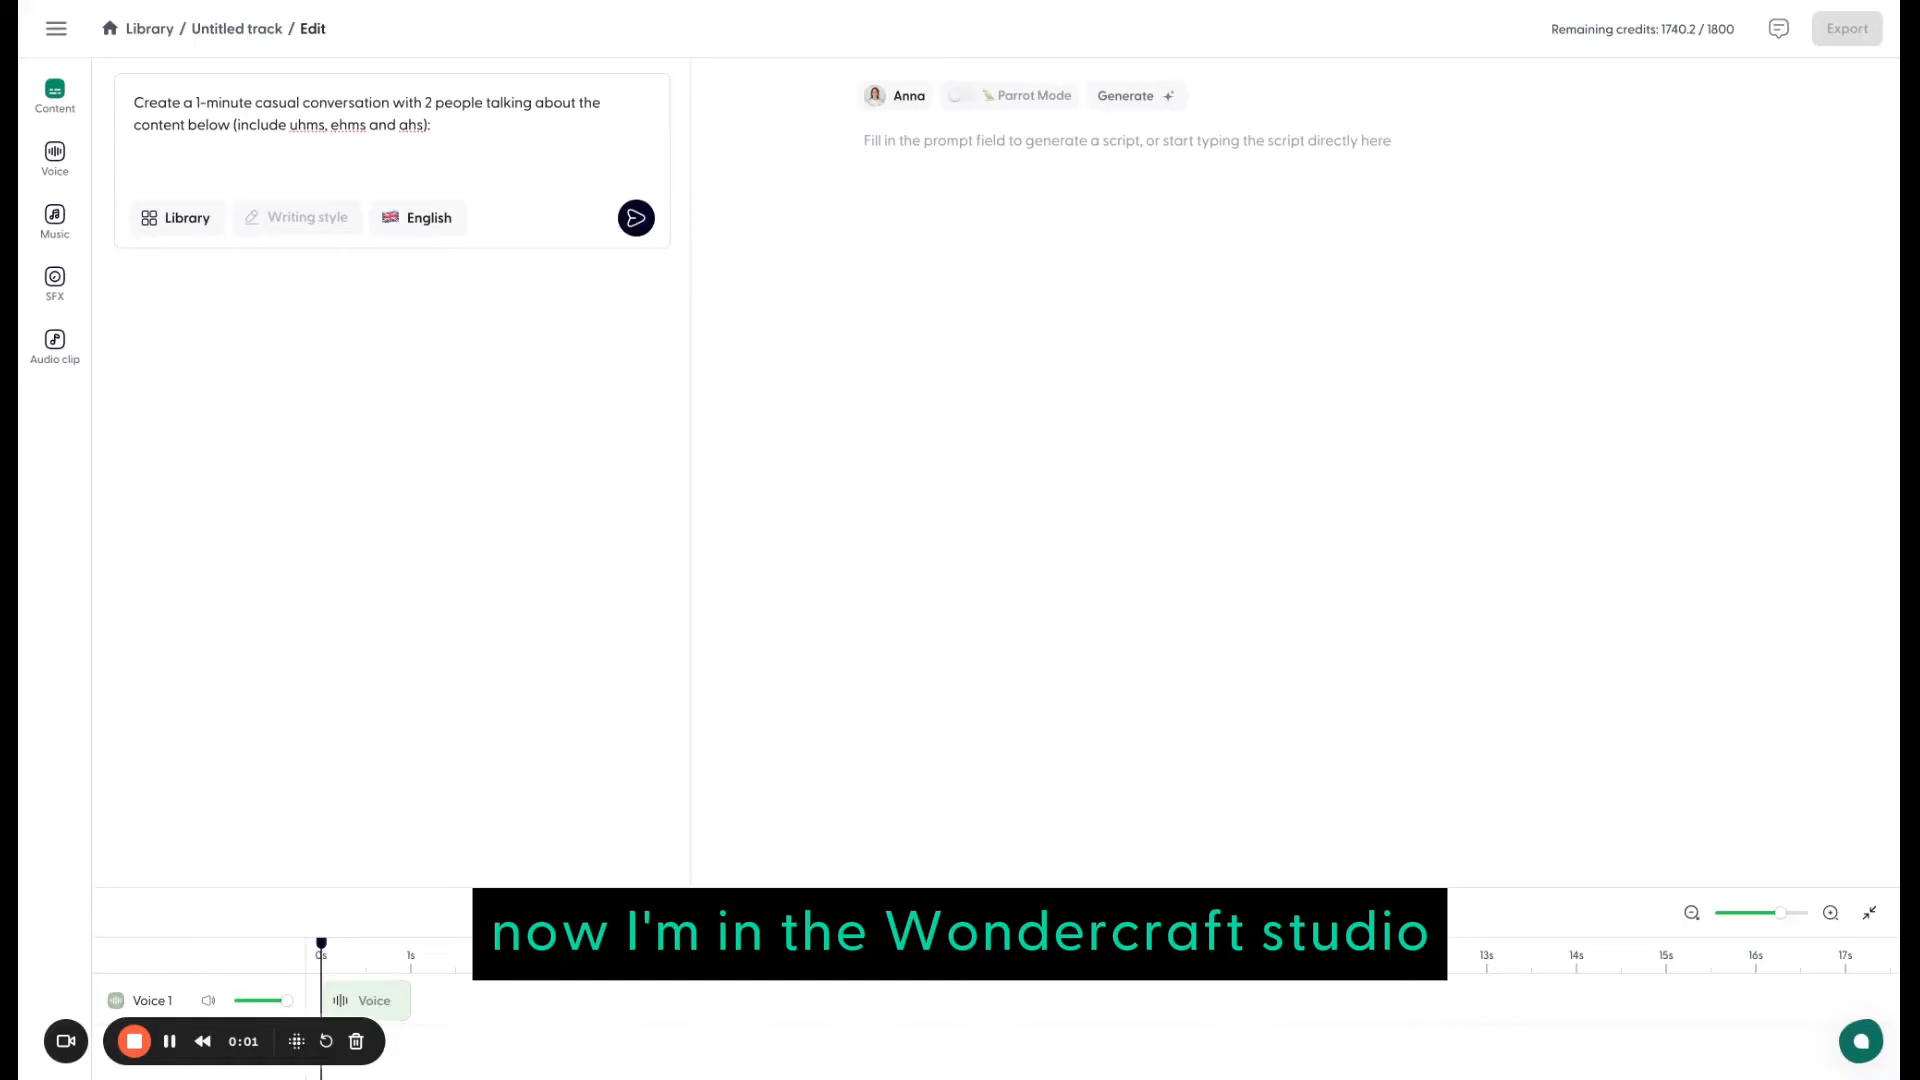 Library / Untitled track / Edit
Remaining credits: 1740.2 / 1800
Export
Content
Voice
Music
SFX
Audio clip
Create a 1-minute casual conversation with 2 people talking about the
content below (include uhms, ehms and ahs):
Library
Writing style
English
Anna
Parrot Mode
Generate
Fill in the prompt field to generate a script, or start typing the script directly here
now I'm in the Wondercraft studio
0s
1s
13s
14s
15s
16s
17s
Voice 1
Voice
0:01